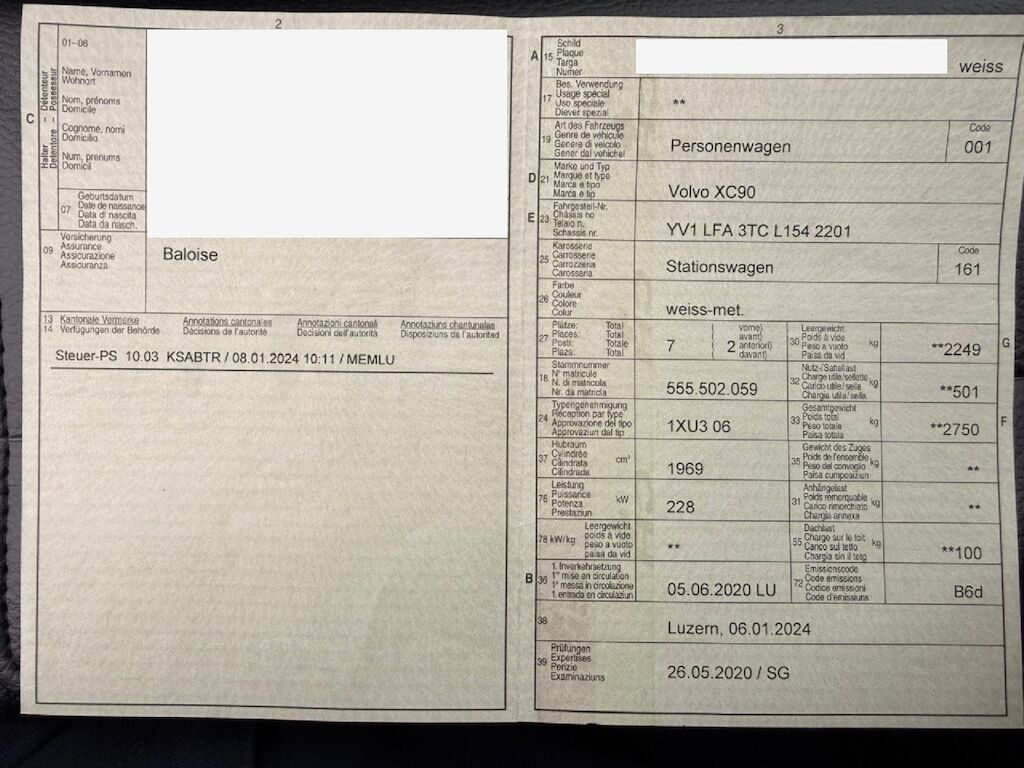 2
01-06
Name, Vornamen
Wohnort
Nom, prénoms
Domicile
Cognome, nomi
Domicilio
Num, prenums
Domicil
C
Halter – Détenteur
Detentore – Possessur
07
Geburtsdatum
Date de naissance
Data di nascita
Data da nasch.
09
Versicherung
Assurance
Assicurazione
Assicuranza
Baloise
13 Kantonale Vermerke Annotations cantonales Annotazioni cantonali Annotaziuns chantunalas
14 Verfügungen der Behörde Décisions de l'autorité Decisioni dell'autorità Disposiziuns da l'autoritad
Steuer-PS 10.03 KSABTR / 08.01.2024 10:11 / MEMLU
3
A 15
Schild
Plaque
Targa
Numer
weiss
17
Bes. Verwendung
Usage spécial
Uso speciale
Diever spezial
**
19
Art des Fahrzeugs
Genre de véhicule
Genere di veicolo
Gener dal vehichel
Personenwagen
Code
001
D 21
Marke und Typ
Marque et type
Marca e tipo
Marca e tip
Volvo XC90
E 23
Fahrgestell-Nr.
Châssis no
Telaio n.
Schassis nr.
YV1 LFA 3TC L154 2201
25
Karosserie
Carrosserie
Carrozzeria
Carossaria
Stationswagen
Code
161
26
Farbe
Couleur
Colore
Colur
weiss-met.
27
Plätze: Total
Places: Total
Posti: Totale
Plazs: Total
7
( vorne)
( avant)
2
( anteriori)
( davant)
30
Leergewicht
Poids à vide
Peso a vuoto
Paisa da vid
kg
**2249
G
18
Stammnummer
N° matricule
N. di matricola
Nr. da matricla
555.502.059
32
Nutz-/Sattellast
Charge utile/sellette
Carico utile/sella
Chargia utila/sella
kg
**501
24
Typengenehmigung
Réception par type
Approvazione del tipo
Approvaziun dal tip
1XU3 06
33
Gesamtgewicht
Poids total
Peso totale
Paisa totala
kg
**2750
F
37
Hubraum
Cylindrée
Cilindrata
Cilindrada
cm³
1969
35
Gewicht des Zuges
Poids de l'ensemble
Peso del convoglio
Paisa cumposiziun
kg
**
76
Leistung
Puissance
Potenza
Prestaziun
kW
228
31
Anhängelast
Poids remorquable
Carico rimorchiato
Chargia annexa
kg
**
78 kW/kg
Leergewicht
poids à vide
peso a vuoto
paisa da vid
**
55
Dachlast
Charge sur le toit
Carico sul tetto
Chargia sin il tetg
kg
**100
B 36
1. Inverkehrsetzung
1re mise en circulation
1a messa in circolazione
1. entrada en circulaziun
05.06.2020 LU
72
Emissionscode
Code émissions
Codice emissioni
Code d'emissiuns
B6d
38
Luzern, 06.01.2024
39
Prüfungen
Expertises
Perizie
Examinaziuns
26.05.2020 / SG